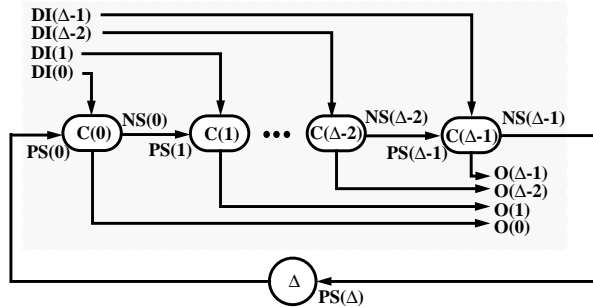 DI(Δ-1)
DI(Δ-2)
DI(1)
DI(0)
C(0) NS(0) C(1) ••• C(Δ-2) NS(Δ-2) C(Δ-1) NS(Δ-1)
PS(0) PS(1) PS(Δ-1)
O(Δ-1)
O(Δ-2)
O(1)
O(0)
Δ
PS(Δ)